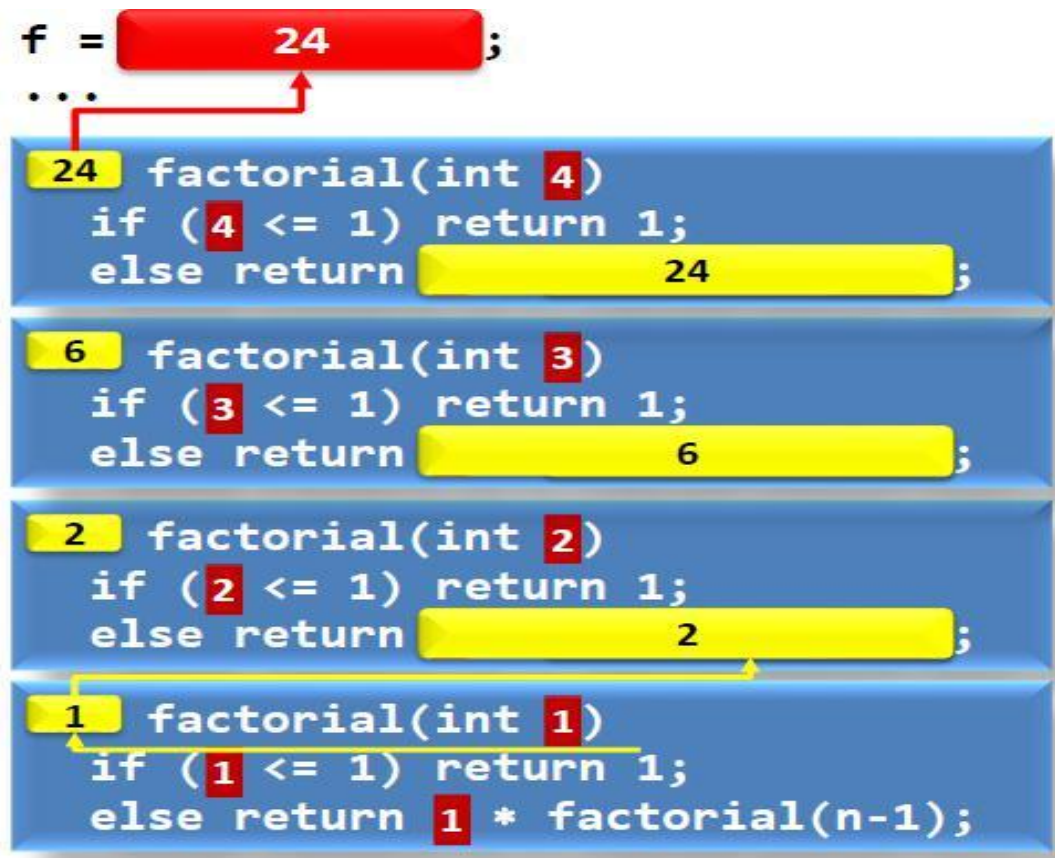 f = 24 ;
...
24 factorial(int 4)
if (4 <= 1) return 1;
else return 24 ;
6 factorial(int 3)
if (3 <= 1) return 1;
else return 6 ;
2 factorial(int 2)
if (2 <= 1) return 1;
else return 2 ;
1 factorial(int 1)
if (1 <= 1) return 1;
else return 1 * factorial(n-1);